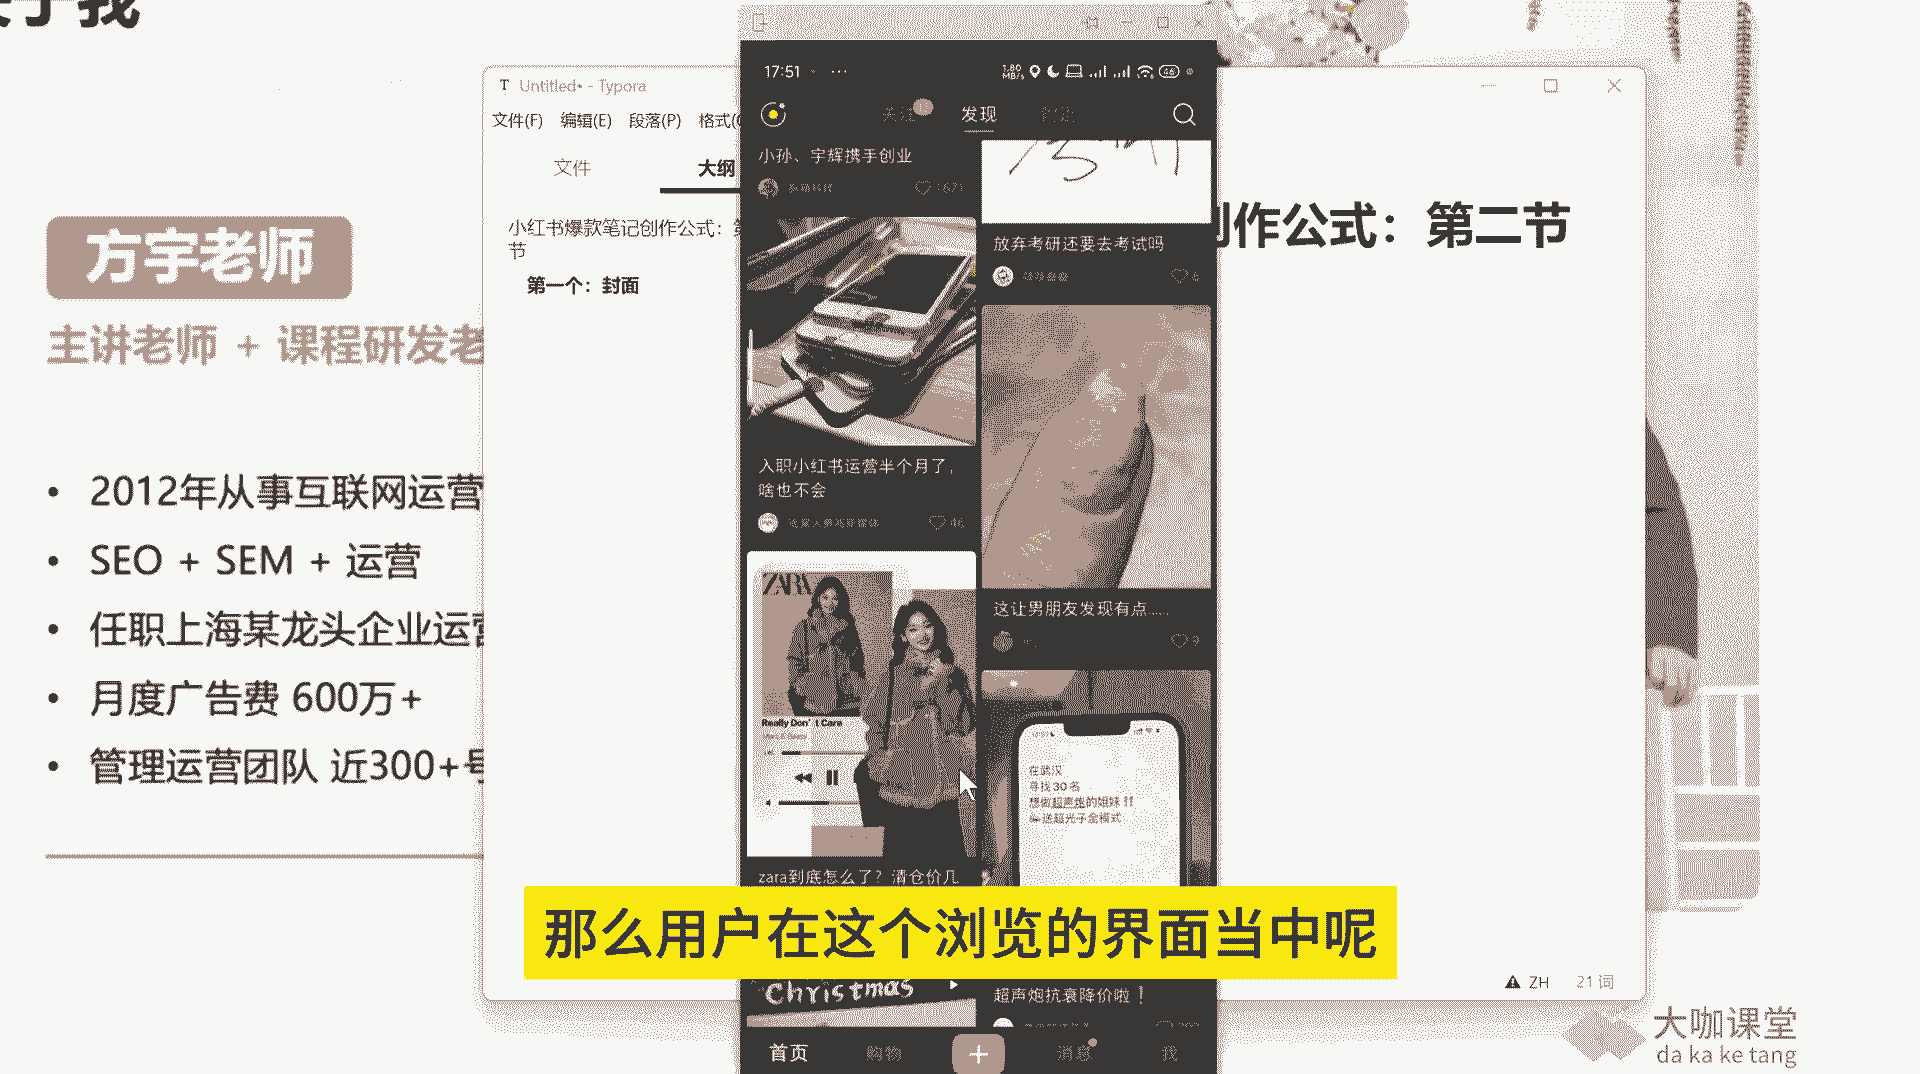 方宇老师
主讲老师 + 课程研发老
2012年从事互联网运营
SEO + SEM + 运营
任职上海某龙头企业运营
月度广告费 600万+
管理运营团队 近300+号
Untitled• - Typora
文件(F) 编辑(E) 段落(P) 格式(O
文件
大纲
小红书爆款笔记创作公式：第
节
第一个：封面
创作公式：第二节
ZH 21 词
17:51
1.80
MB/s
46
关注
发现
小孙、宇辉携手创业
入职小红书运营半个月了，
啥也不会
46
ZARA
Really Don't Care
zara到底怎么了？清仓价几
Christmas
放弃考研还要去考试吗
6
这让男朋友发现有点......
9
在武汉
寻找30名
想做超声炮的姐妹!!
送超光子全模式
超声炮抗衰降价啦！
那么用户在这个浏览的界面当中呢
首页
购物
消息
我
大咖课堂
da ka ke tang